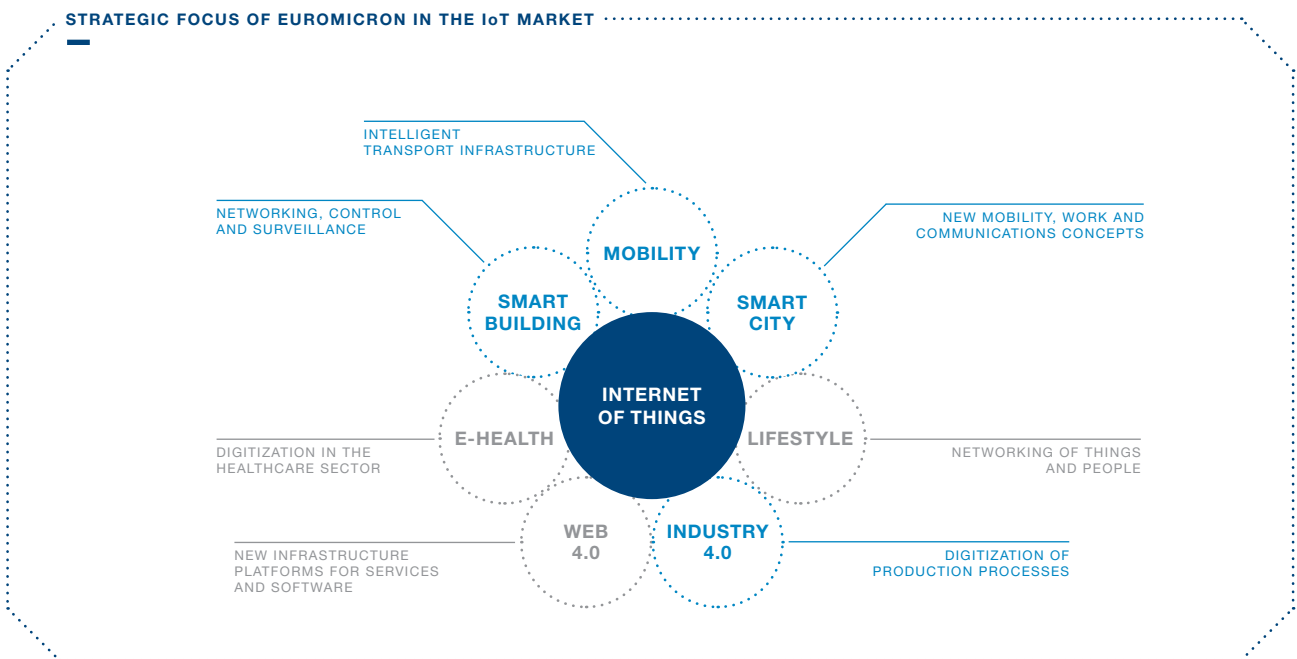 STRATEGIC FOCUS OF EUROMICRON IN THE IoT MARKET
INTELLIGENT
TRANSPORT INFRASTRUCTURE
NETWORKING, CONTROL
AND SURVEILLANCE
NEW MOBILITY, WORK AND
COMMUNICATIONS CONCEPTS
MOBILITY
SMART
BUILDING
SMART
CITY
INTERNET
OF THINGS
E-HEALTH
LIFESTYLE
DIGITIZATION IN THE
HEALTHCARE SECTOR
NETWORKING OF THINGS
AND PEOPLE
WEB
4.0
INDUSTRY
4.0
NEW INFRASTRUCTURE
PLATFORMS FOR SERVICES
AND SOFTWARE
DIGITIZATION OF
PRODUCTION PROCESSES